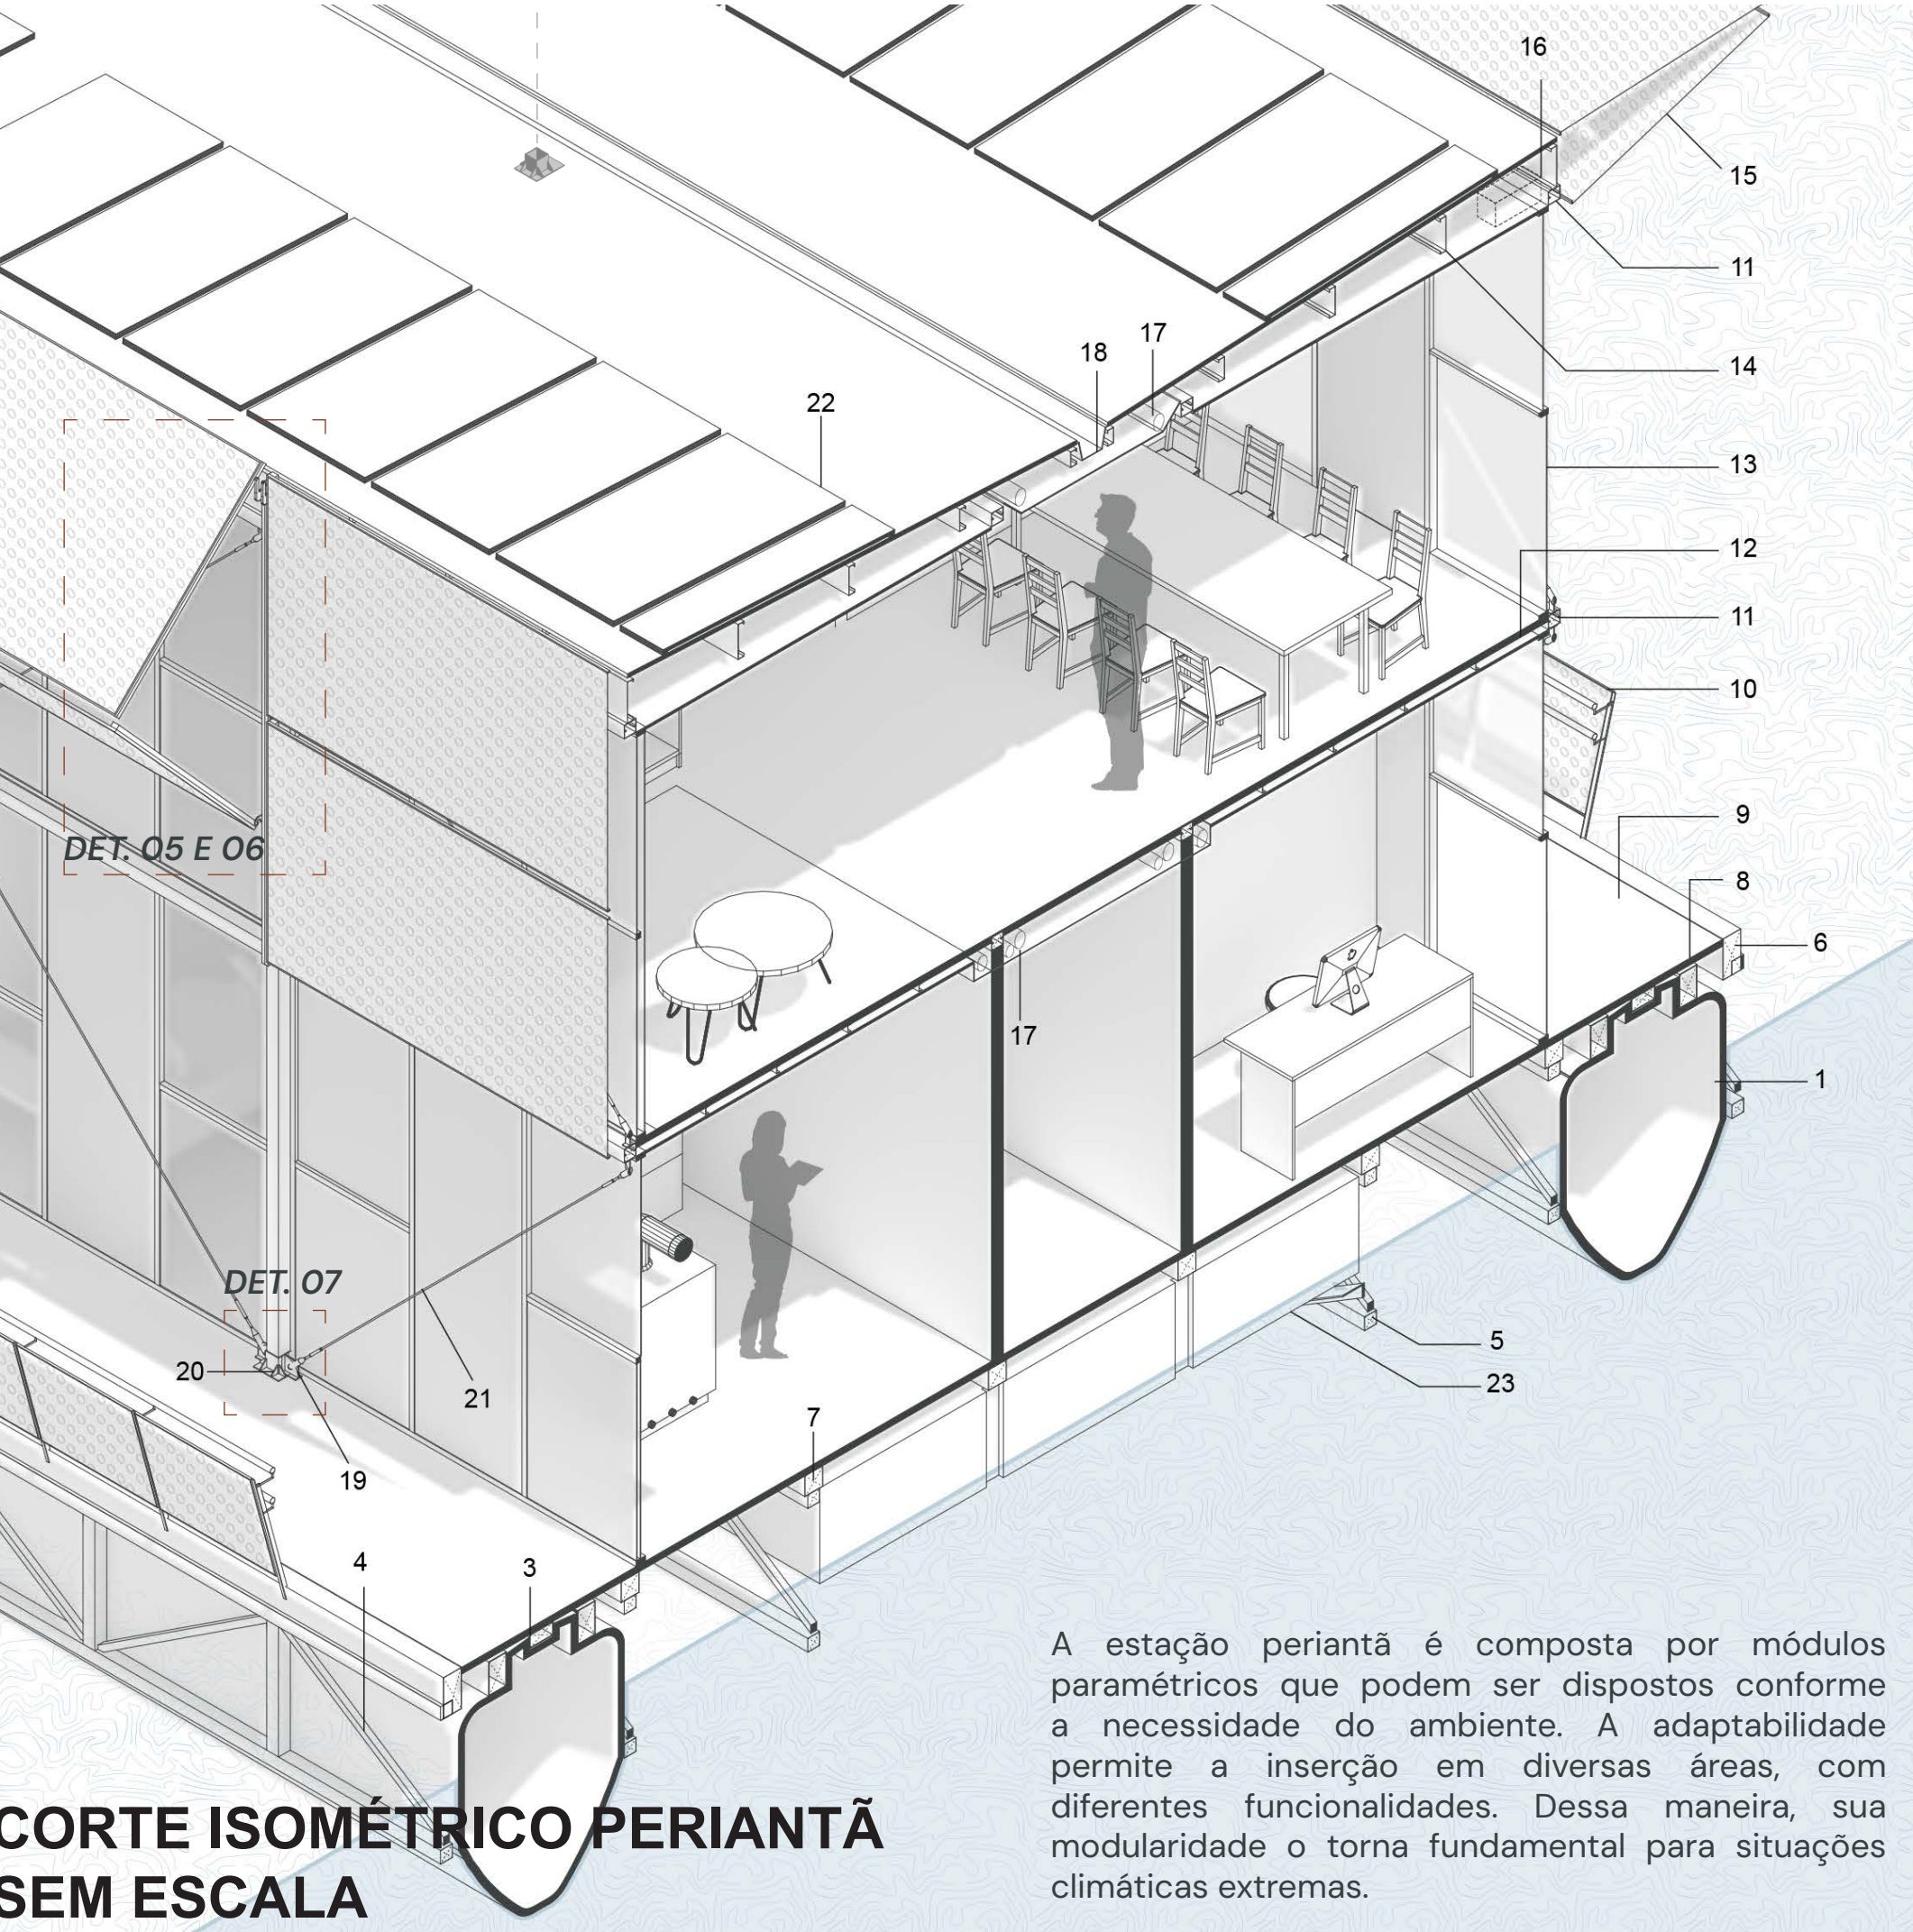 16
15
11
14
17
18
22
13
12
11
10
9
8
6
17
1
DET. 05 E 06
DET. 07
20
21
19
5
23
7
4
3
A estação periantã é composta por módulos
paramétricos que podem ser dispostos conforme
a necessidade do ambiente. A adaptabilidade
permite a inserção em diversas áreas, com
diferentes funcionalidades. Dessa maneira, sua
modularidade o torna fundamental para situações
climáticas extremas.
CORTE ISOMÉTRICO PERIANTÃ
SEM ESCALA